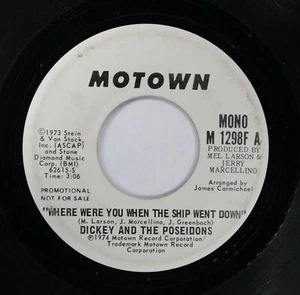 MOTOWN
©1973 Stein
& Van Stock,
Inc. (ASCAP)
and Stone
Diamond Music
Corp. (BMI)
62615-S
Time: 3:06
PROMOTIONAL
NOT FOR SALE
MONO
M 1298F A
PRODUCED BY
MEL LARSON &
JERRY
MARCELLINO
Arranged by
James Carmichael
"WHERE WERE YOU WHEN THE SHIP WENT DOWN"
(M. Larson, J. Marcellino, J. Greenbach)
DICKEY AND THE POSEIDONS
℗1974 Motown Record Corporation/
Trademark Motown Record
Corporation